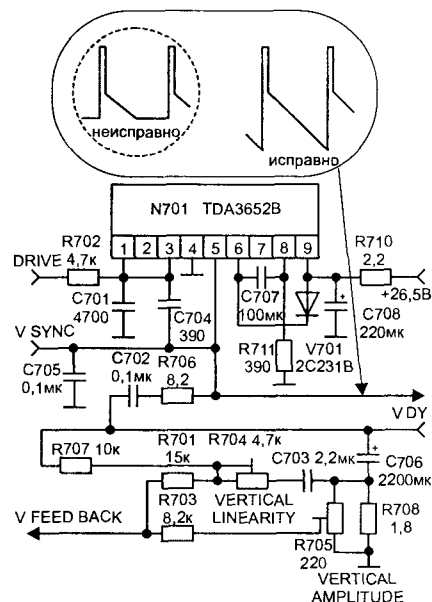 неисправно
исправно
N701 TDA3652B
1 2 3 4 5 6 7 8 9
R702
4,7к
DRIVE
R710
2,2
+26,5В
C701
4700
C704
390
C707
100мк
C708
220мк
V SYNC
C702
0,1мк
R706
8,2
R711
390
V701
2С231В
C705
0,1мк
V DY
R707 10к
R701
15к
R704 4,7к
C703 2,2мк
C706
2200мк
R703
8,2к
VERTICAL
LINEARITY
R708
1,8
V FEED BACK
R705
220
VERTICAL
AMPLITUDE